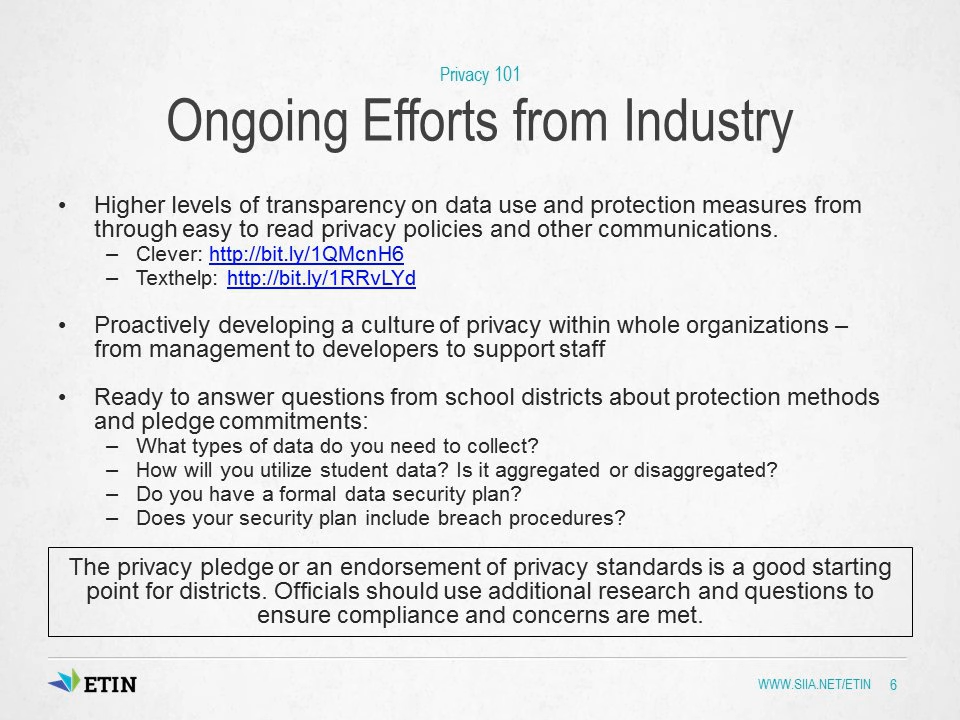 Privacy 101
Ongoing Efforts from Industry
• Higher levels of transparency on data use and protection measures from
through easy to read privacy policies and other communications.
– Clever: http://bit.ly/1QMcnH6
– Texthelp: http://bit.ly/1RRvLYd
• Proactively developing a culture of privacy within whole organizations –
from management to developers to support staff
• Ready to answer questions from school districts about protection methods
and pledge commitments:
– What types of data do you need to collect?
– How will you utilize student data? Is it aggregated or disaggregated?
– Do you have a formal data security plan?
– Does your security plan include breach procedures?
The privacy pledge or an endorsement of privacy standards is a good starting
point for districts. Officials should use additional research and questions to
ensure compliance and concerns are met.
ETIN
WWW.SIIA.NET/ETIN 6